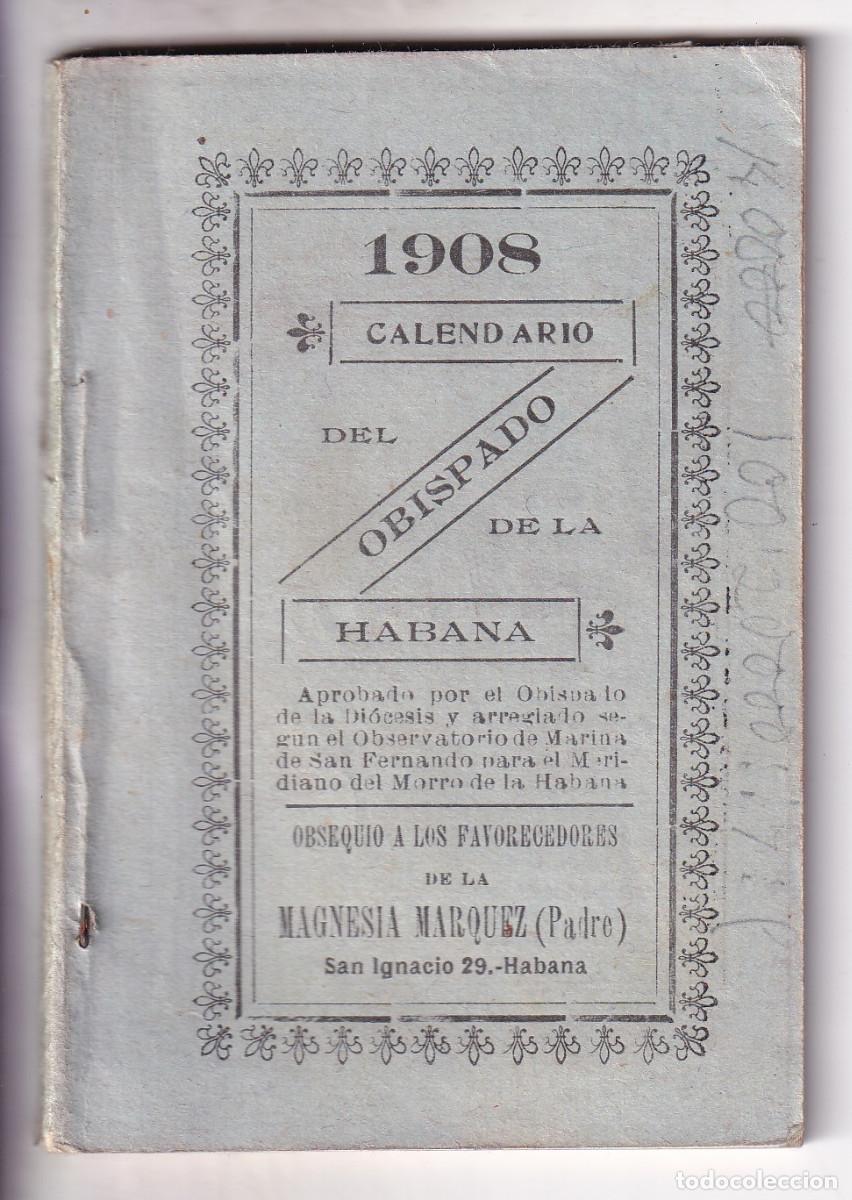 1908
CALENDARIO
DEL
OBISPADO
DE LA
HABANA
Aprobado por el Obispado
de la Diócesis y arreglado se-
gun el Observatorio de Marina
de San Fernando para el Meri-
diano del Morro de la Habana
OBSEQUIO A LOS FAVORECEDORES
DE LA
MAGNESIA MARQUEZ (Padre)
San Ignacio 29.-Habana
todocoleccion